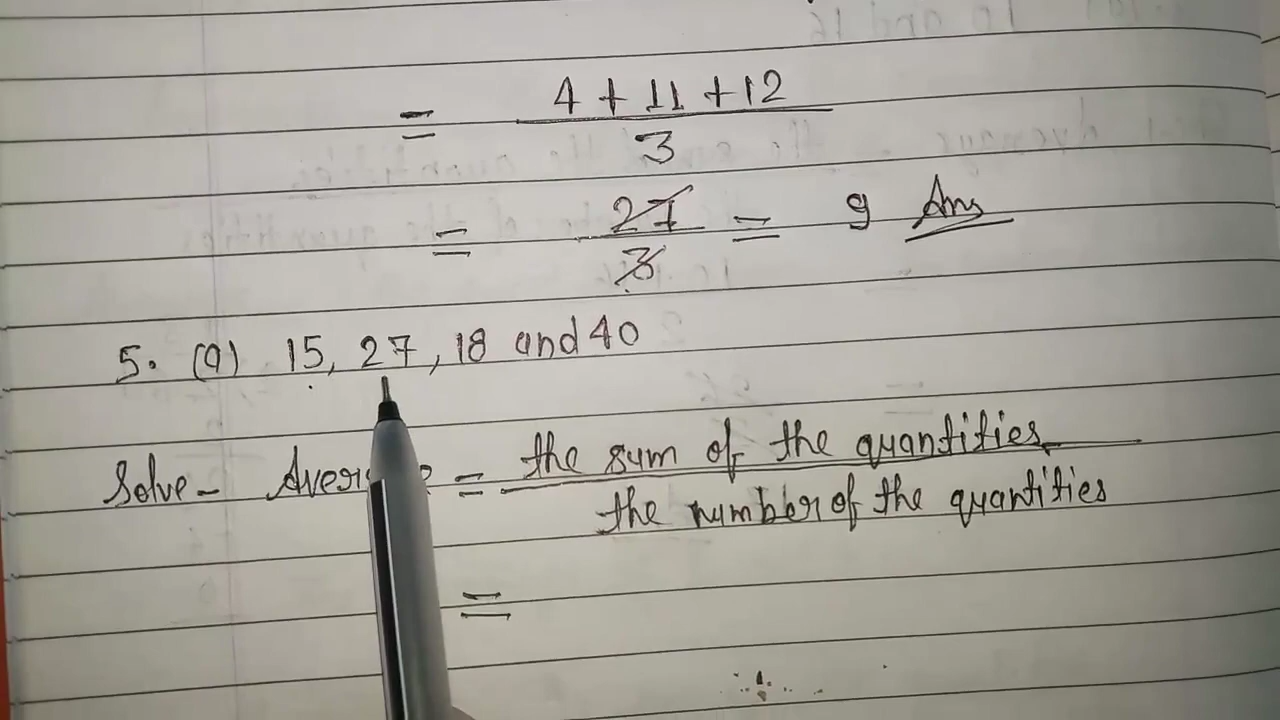 = 4 + 11 + 12
3
= 27 = 9 Ans
3
5. (a) 15, 27, 18 and 40
Solve - Average = the sum of the quantities
the number of the quantities
=